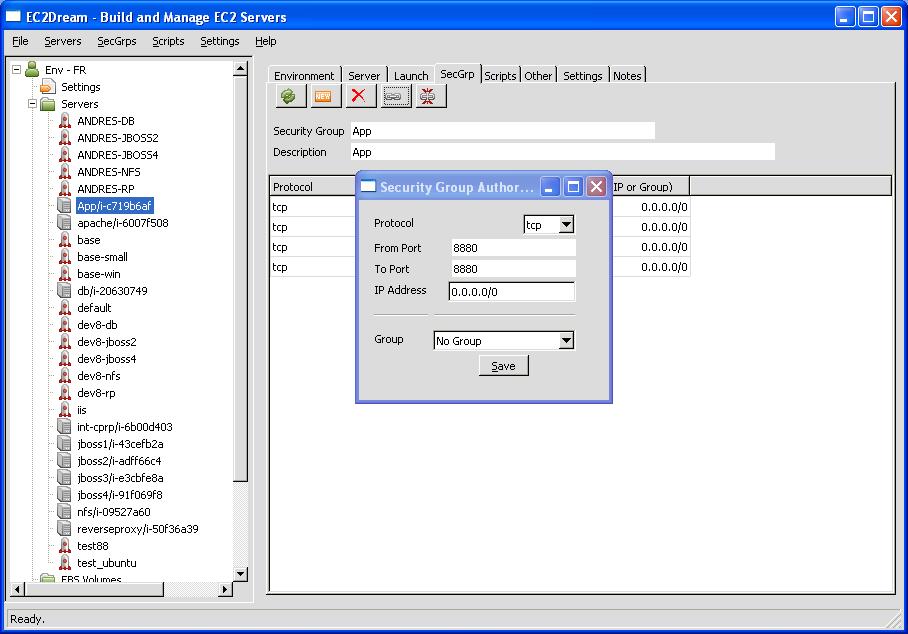 EC2Dream - Build and Manage EC2 Servers
File Servers SecGrps Scripts Settings Help
Env - FR
Settings
Servers
ANDRES-DB
ANDRES-JBOSS2
ANDRES-JBOSS4
ANDRES-NFS
ANDRES-RP
App/i-c719b6af
apache/i-6007f508
base
base-small
base-win
db/i-20630749
default
dev8-db
dev8-jboss2
dev8-jboss4
dev8-nfs
dev8-rp
iis
int-cprp/i-6b00d403
jboss1/i-43cefb2a
jboss2/i-adff66c4
jboss3/i-e3cbfe8a
jboss4/i-91f069f8
nfs/i-09527a60
reverseproxy/i-50f36a39
test88
test_ubuntu
EBS Volumes
Environment Server Launch SecGrp Scripts Other Settings Notes
NEW
Security Group App
Description App
Protocol IP or Group)
tcp 0.0.0.0/0
tcp 0.0.0.0/0
tcp 0.0.0.0/0
tcp 0.0.0.0/0
Security Group Author...
Protocol tcp
From Port 8880
To Port 8880
IP Address 0.0.0.0/0
Group No Group
Save
Ready.